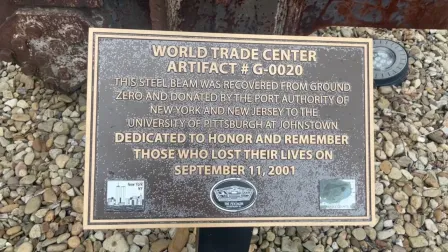 WORLD TRADE CENTER
ARTIFACT # G-0020
THIS STEEL BEAM WAS RECOVERED FROM GROUND
ZERO AND DONATED BY THE PORT AUTHORITY OF
NEW YORK AND NEW JERSEY TO THE
UNIVERSITY OF PITTSBURGH AT JOHNSTOWN
DEDICATED TO HONOR AND REMEMBER
THOSE WHO LOST THEIR LIVES ON
SEPTEMBER 11, 2001
New York